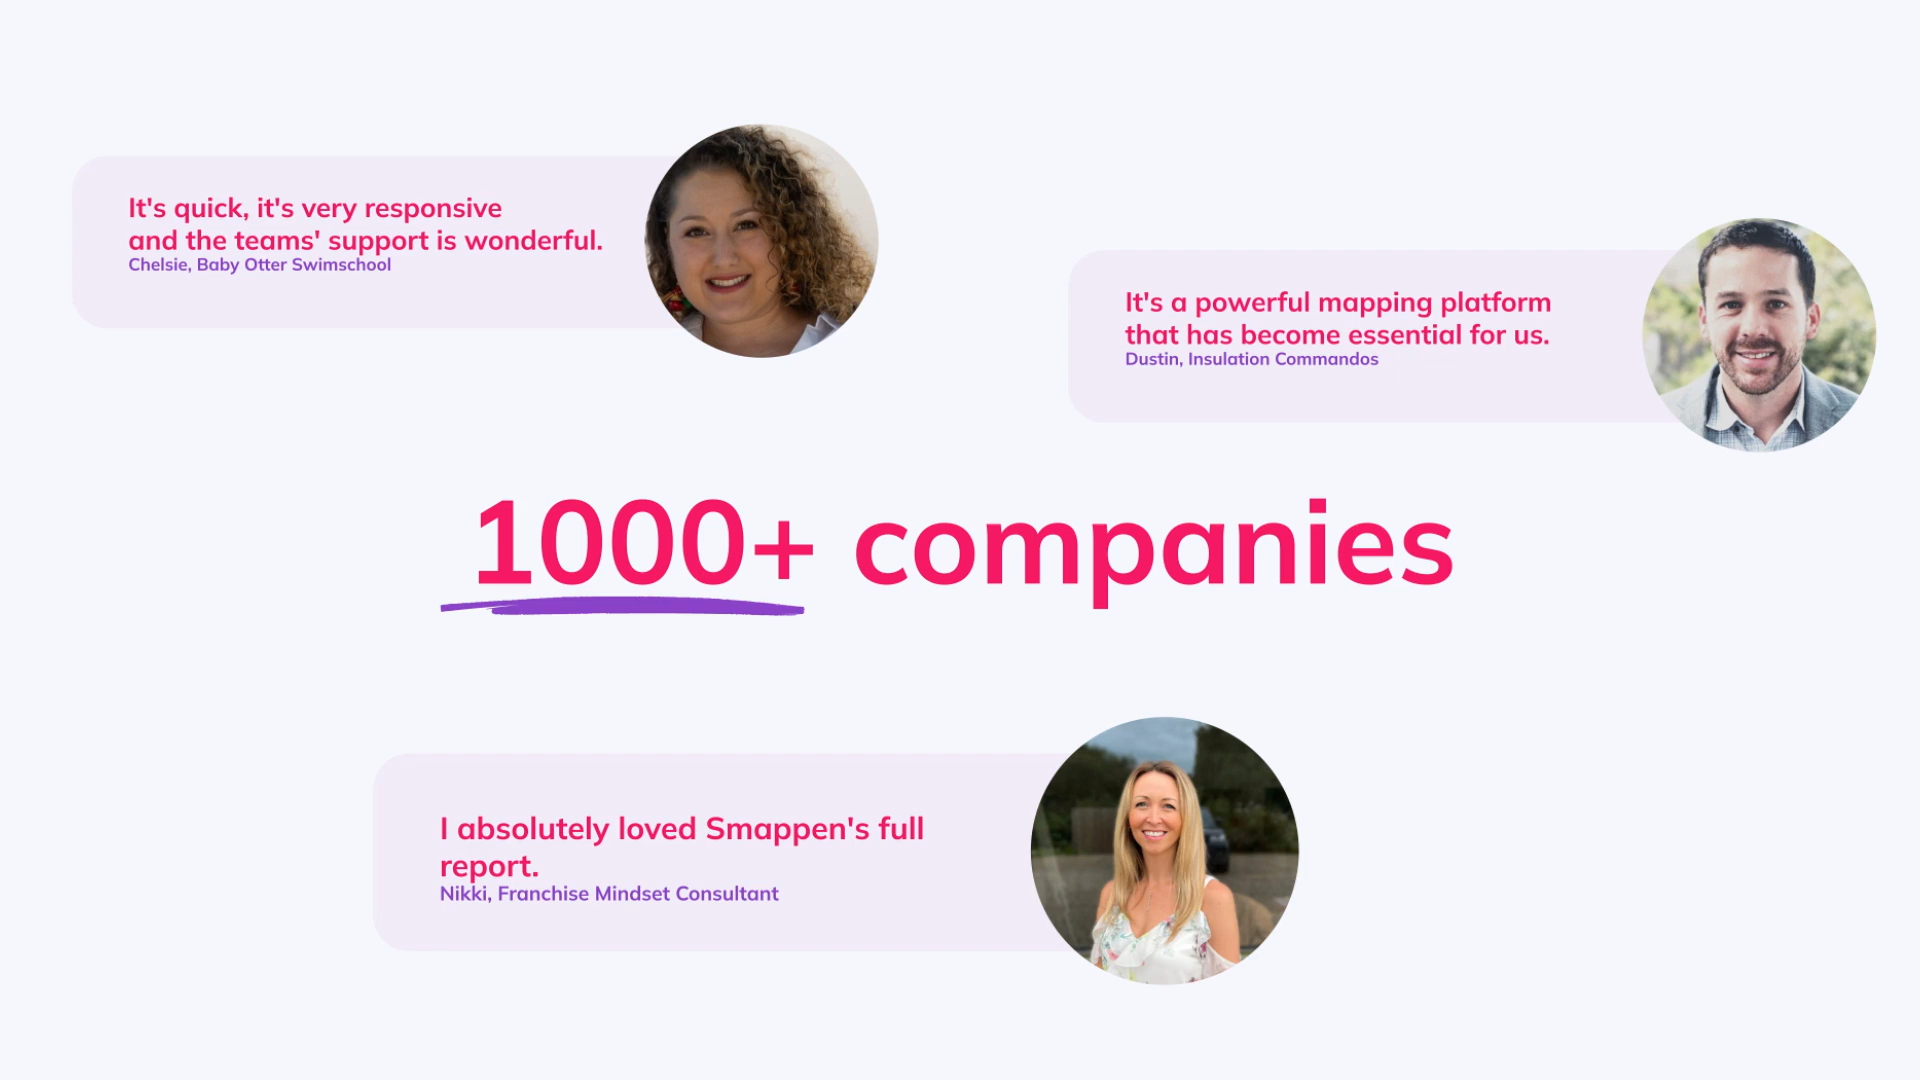 It's quick, it's very responsive
and the teams' support is wonderful.
Chelsie, Baby Otter Swimschool
It's a powerful mapping platform
that has become essential for us.
Dustin, Insulation Commandos
1000+ companies
I absolutely loved Smappen's full
report.
Nikki, Franchise Mindset Consultant